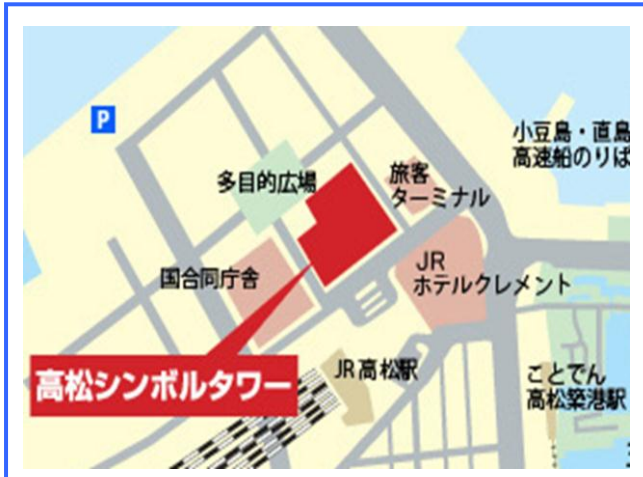 P
小豆島・直島
高速船のりば
多目的広場
旅客
ターミナル
国合同庁舎
JR
ホテルクレメント
高松シンボルタワー
JR高松駅
ことでん
高松築港駅